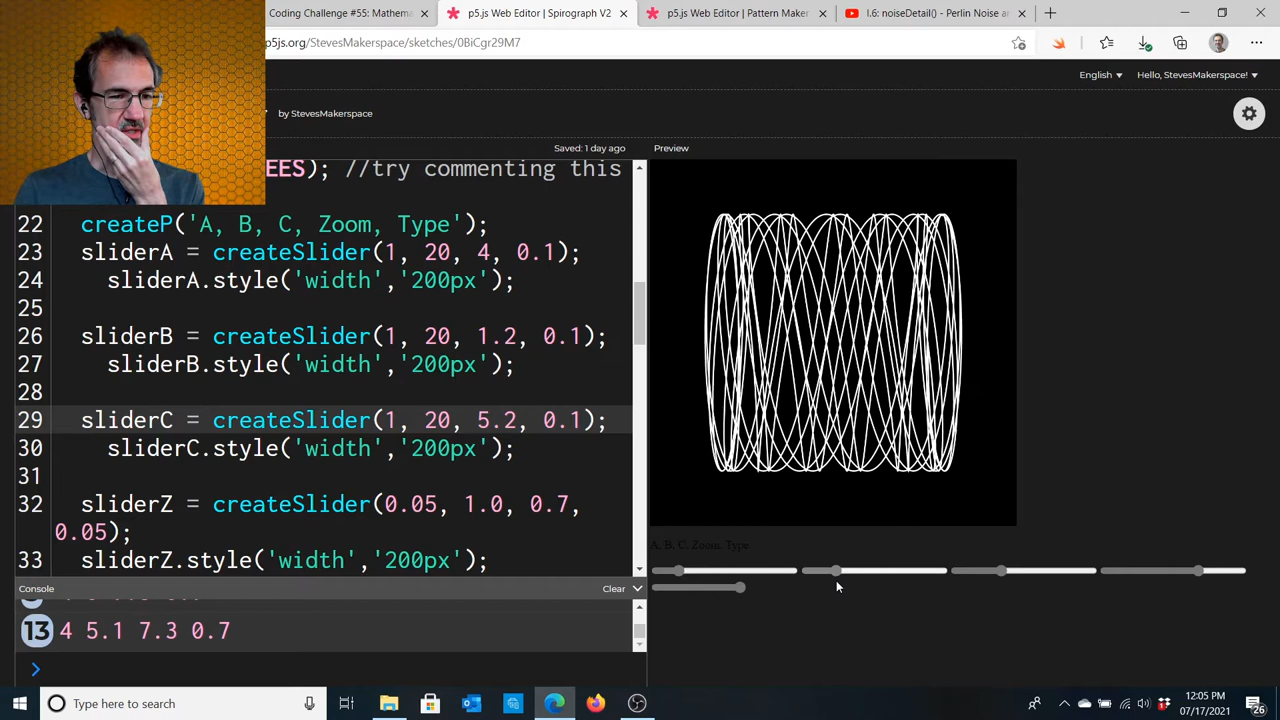 Coding Challenge #55: Mathema
p5.js Web Editor | Spirograph V2
p5.js Web Editor | Pattern Maker
I.6: noiseDetail() - Perlin Noise a
p5js.org/StevesMakerspace/sketches/0BiCgr29M7
English
Hello, StevesMakerspace!
by StevesMakerspace
Saved: 1 day ago
Preview
EES); //try commenting this
22 createP('A, B, C, Zoom, Type');
23 sliderA = createSlider(1, 20, 4, 0.1);
24 sliderA.style('width','200px');
25
26 sliderB = createSlider(1, 20, 1.2, 0.1);
27 sliderB.style('width','200px');
28
29 sliderC = createSlider(1, 20, 5.2, 0.1);
30 sliderC.style('width','200px');
31
32 sliderZ = createSlider(0.05, 1.0, 0.7,
0.05);
33 sliderZ.style('width','200px');
A, B, C, Zoom, Type
Console
Clear
13 4 5.1 7.3 0.7
>
Type here to search
12:05 PM
07/17/2021
26